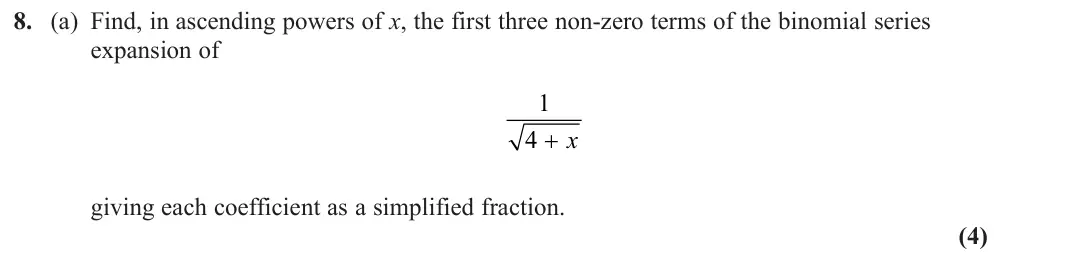 8. (a) Find, in ascending powers of x, the first three non-zero terms of the binomial series
expansion of
1
√4 + x
giving each coefficient as a simplified fraction.
(4)